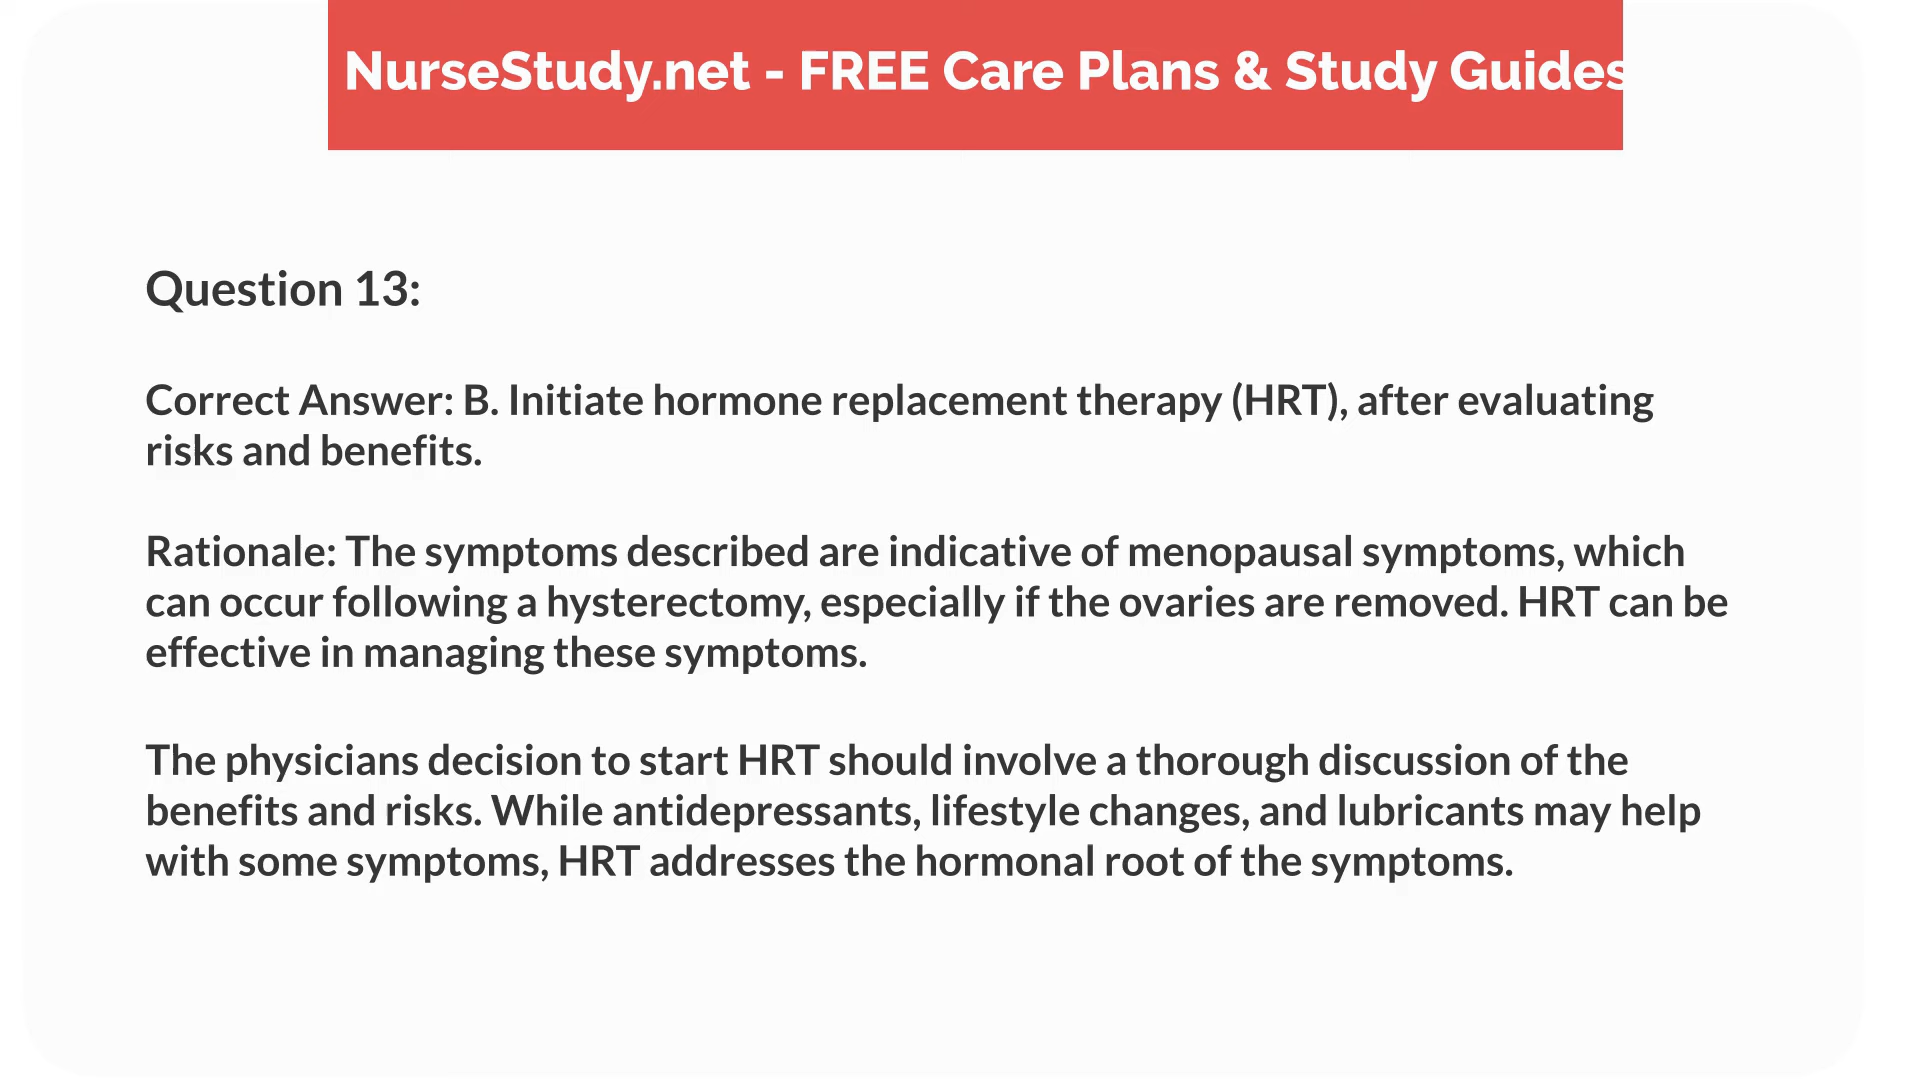 NurseStudy.net - FREE Care Plans & Study Guides
Question 13:
Correct Answer: B. Initiate hormone replacement therapy (HRT), after evaluating
risks and benefits.
Rationale: The symptoms described are indicative of menopausal symptoms, which
can occur following a hysterectomy, especially if the ovaries are removed. HRT can be
effective in managing these symptoms.
The physicians decision to start HRT should involve a thorough discussion of the
benefits and risks. While antidepressants, lifestyle changes, and lubricants may help
with some symptoms, HRT addresses the hormonal root of the symptoms.